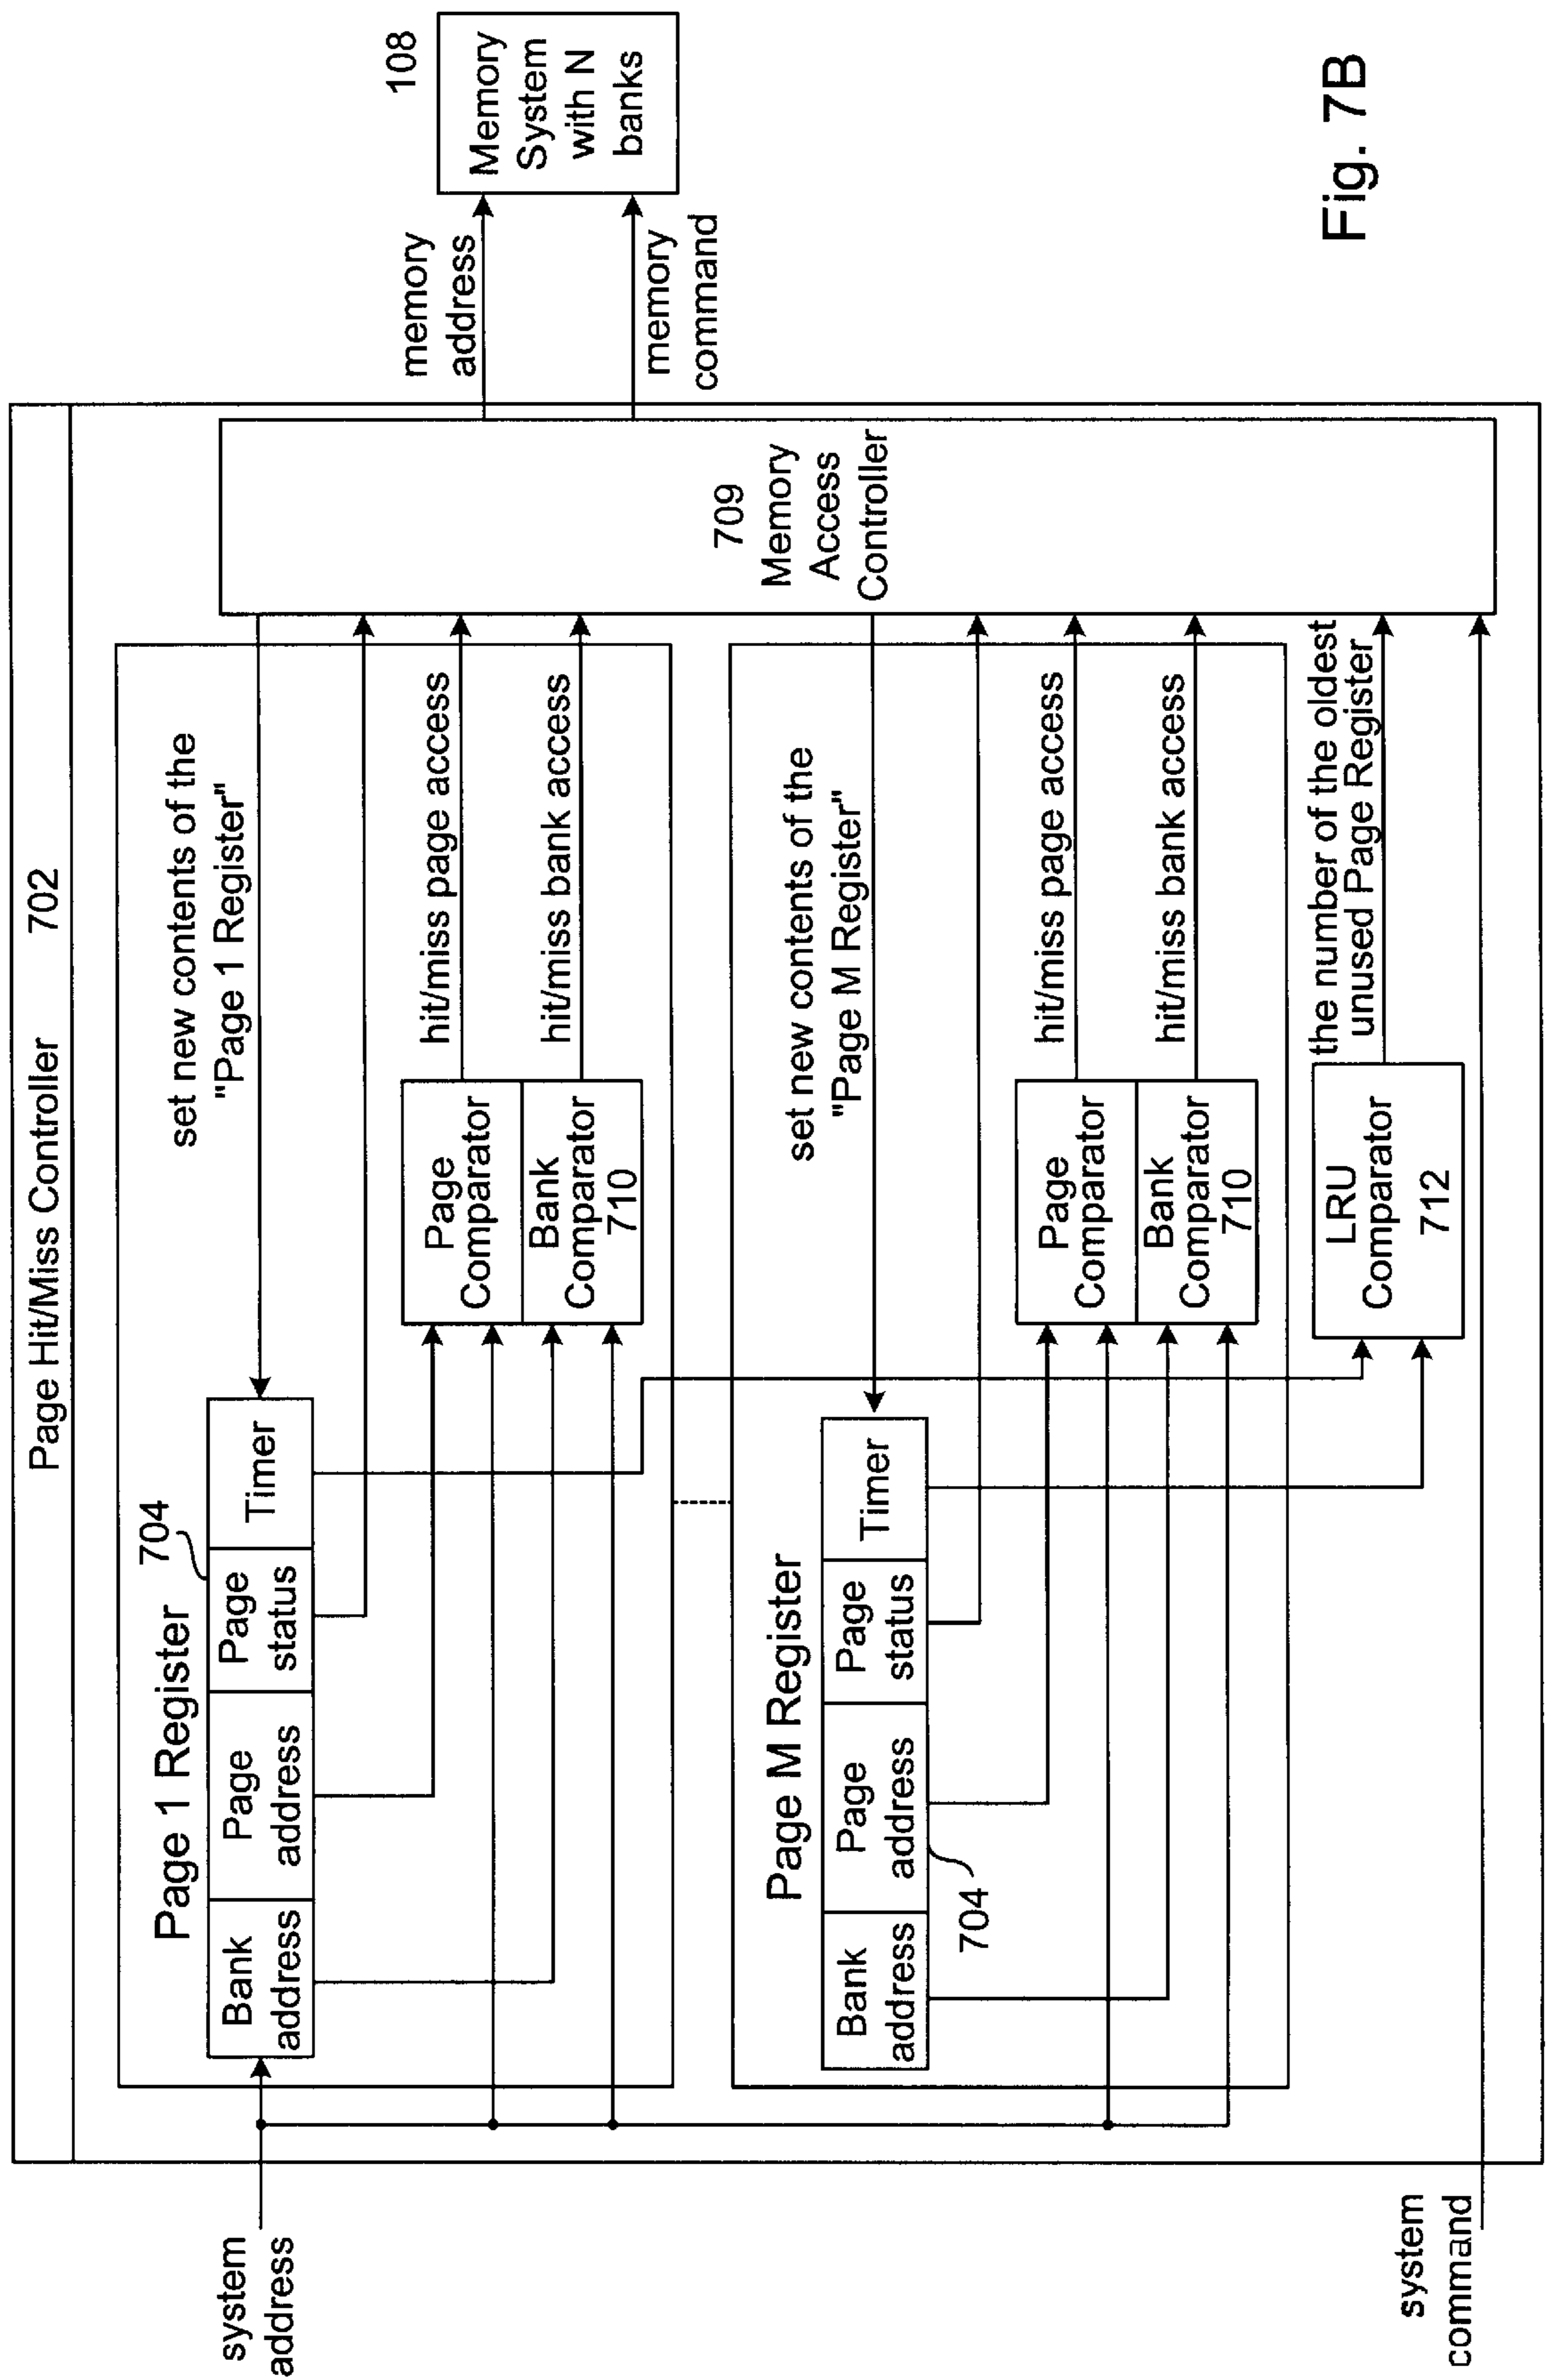 Page Hit/Miss Controller 702
Page 1 Register
704
Bank
address
Page
address
Page
status
Timer
set new contents of the
"Page 1 Register"
Page
Comparator
Bank
Comparator
710
hit/miss page access
hit/miss bank access
Page M Register
Bank
address
Page
address
Page
status
Timer
704
set new contents of the
"Page M Register"
Page
Comparator
Bank
Comparator
710
hit/miss page access
hit/miss bank access
LRU
Comparator
712
the number of the oldest
unused Page Register
709
Memory
Access
Controller
system
address
system
command
memory
address
memory
command
108
Memory
System
with N
banks
Fig. 7B